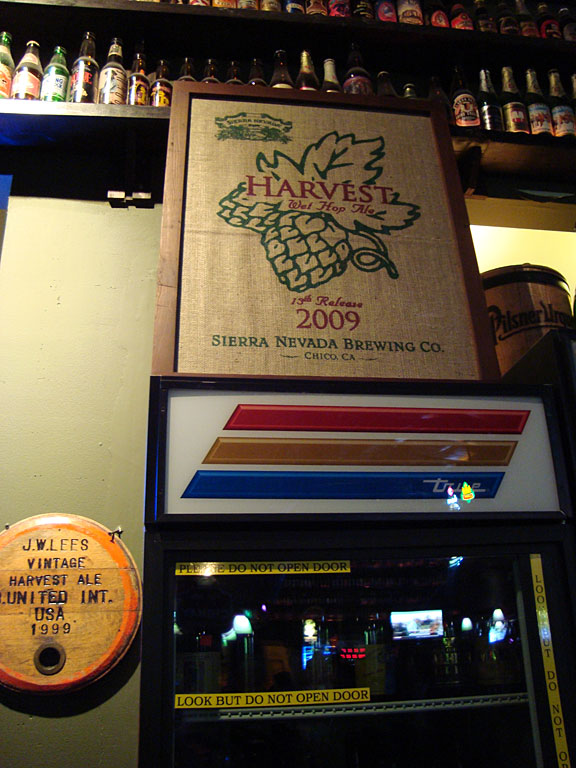 SIERRA NEVADA
HARVEST
Wet Hop Ale
13th Release
2009
SIERRA NEVADA BREWING CO.
CHICO, CA
Pilsner
true
J.W.LEES
VINTAGE
HARVEST ALE
UNITED INT.
USA
1999
PLEASE DO NOT OPEN DOOR
LOOK BUT DO NOT OPEN DOOR
LOOK BUT DO NOT